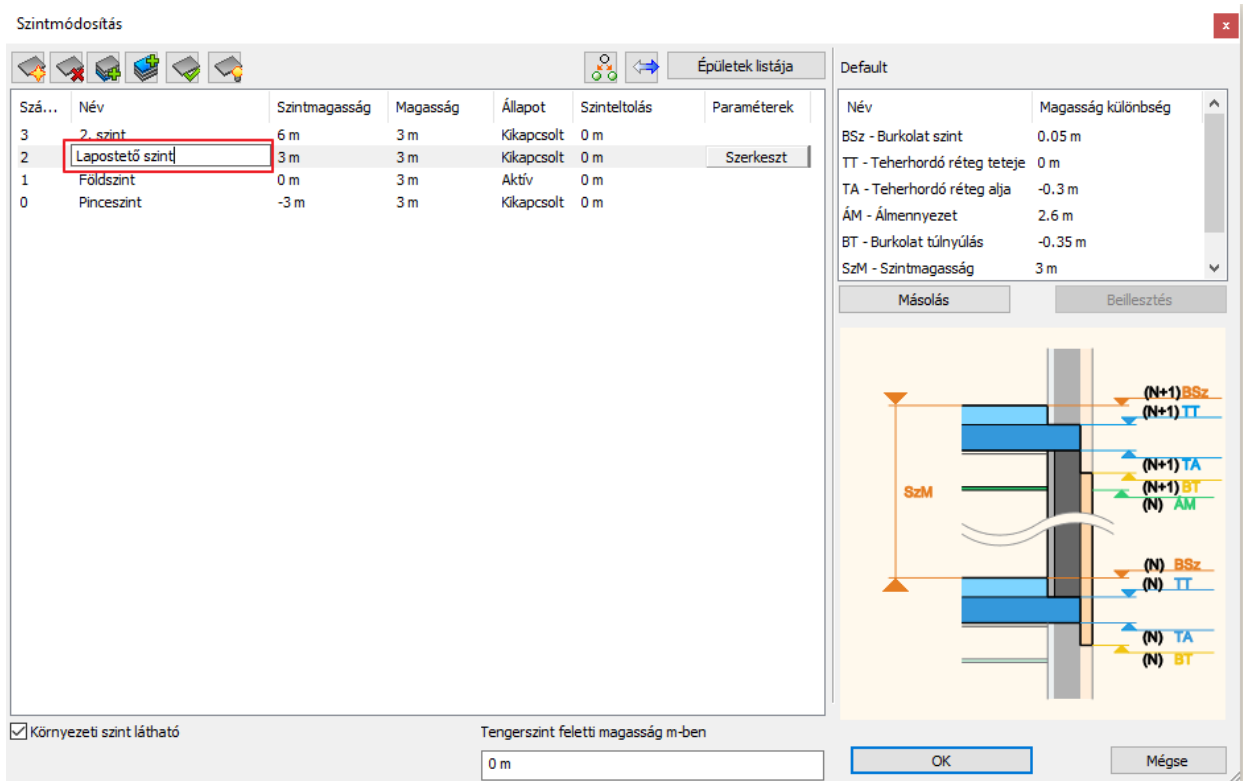 Szintmódosítás
x
Épületek listája
Default
Szá... Név Szintmagasság Magasság Állapot Szinteltolás Paraméterek
3 2. szint 6 m 3 m Kikapcsolt 0 m
2 Lapostető szint 3 m 3 m Kikapcsolt 0 m Szerkeszt
1 Földszint 0 m 3 m Aktív 0 m
0 Pinceszint -3 m 3 m Kikapcsolt 0 m
Név Magasság különbség
BSz - Burkolat szint 0.05 m
TT - Teherhordó réteg teteje 0 m
TA - Teherhordó réteg alja -0.3 m
ÁM - Álmennyezet 2.6 m
BT - Burkolat túlnyúlás -0.35 m
SzM - Szintmagasság 3 m
Másolás Beillesztés
(N+1) BSz
(N+1) TT
(N+1) TA
(N+1) BT
(N) ÁM
SzM
(N) BSz
(N) TT
(N) TA
(N) BT
Környezeti szint látható
Tengerszint feletti magasság m-ben
0 m
OK Mégse